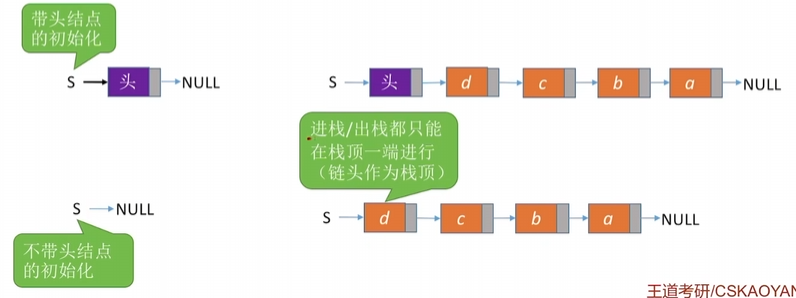 带头结点
的初始化
S 头 NULL
S 头 d c b a NULL
进栈/出栈都只能
在栈顶一端进行
（链头作为栈顶）
S NULL
S d c b a NULL
不带头结点
的初始化
王道考研/CSKAOYAN